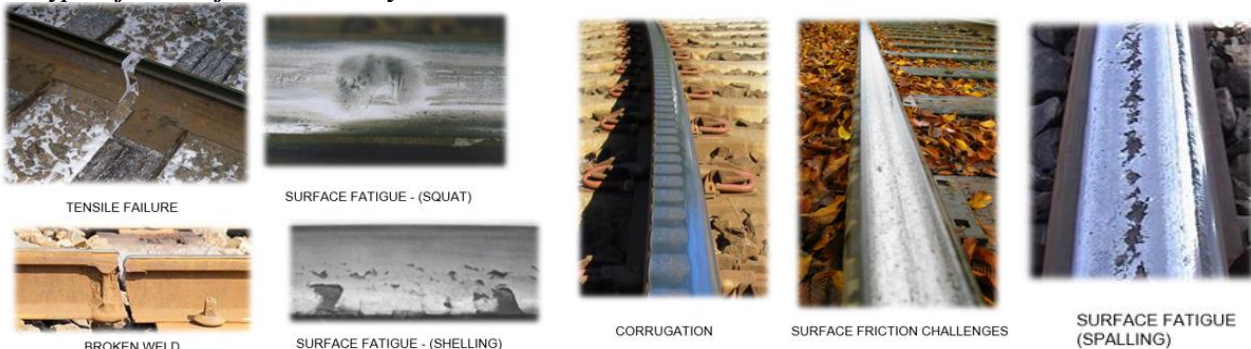 TENSILE FAILURE
SURFACE FATIGUE - (SQUAT)
BROKEN WELD
SURFACE FATIGUE - (SHELLING)
CORRUGATION
SURFACE FRICTION CHALLENGES
SURFACE FATIGUE
(SPALLING)